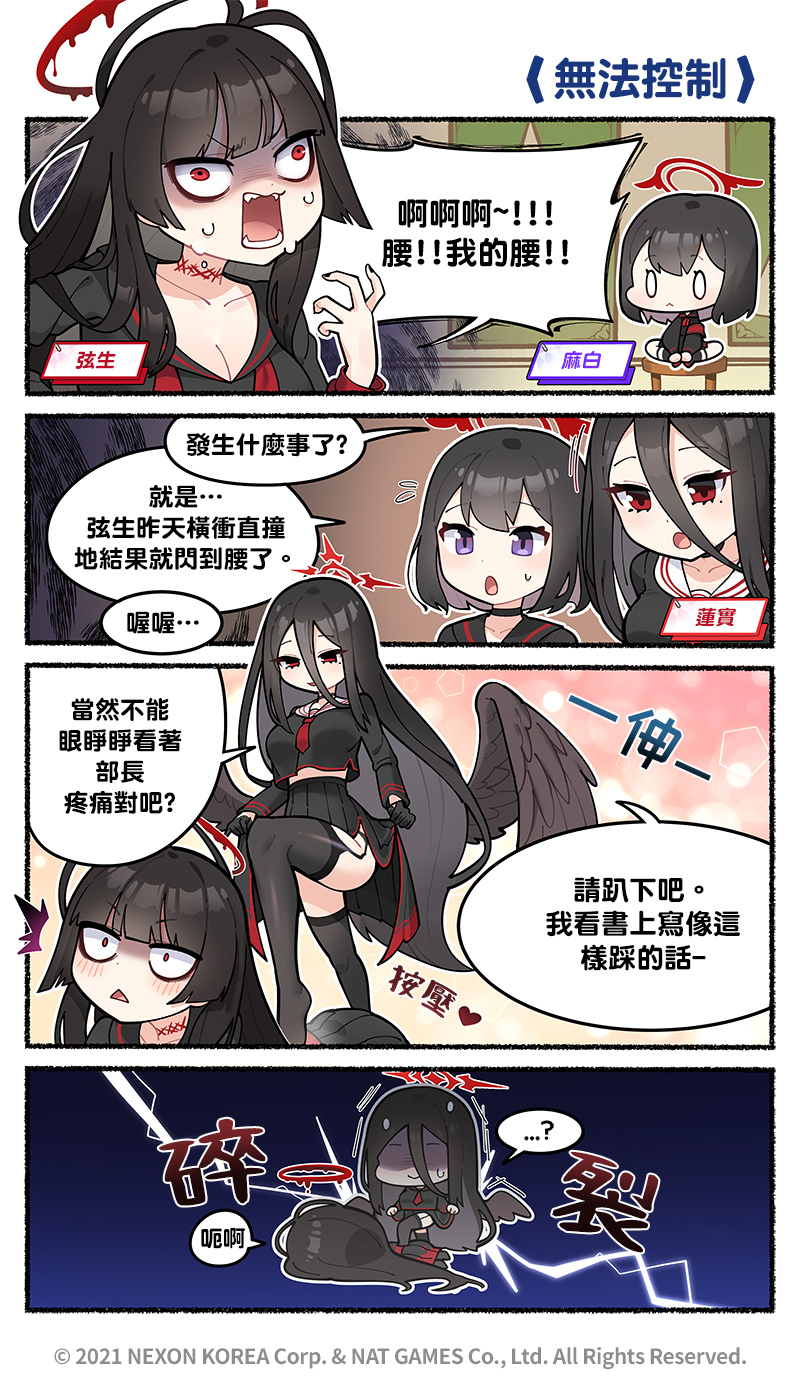 《無法控制》
啊啊啊~!!!
腰!!我的腰!!
弦生
麻白
發生什麼事了?
就是…
弦生昨天橫衝直撞
地結果就閃到腰了。
喔喔…
蓮實
當然不能
眼睜睜看著
部長
疼痛對吧?
一伸_
請趴下吧。
我看書上寫像這
樣踩的話–
按壓♥
碎
...?
裂
呃啊
© 2021 NEXON KOREA Corp. & NAT GAMES Co., Ltd. All Rights Reserved.